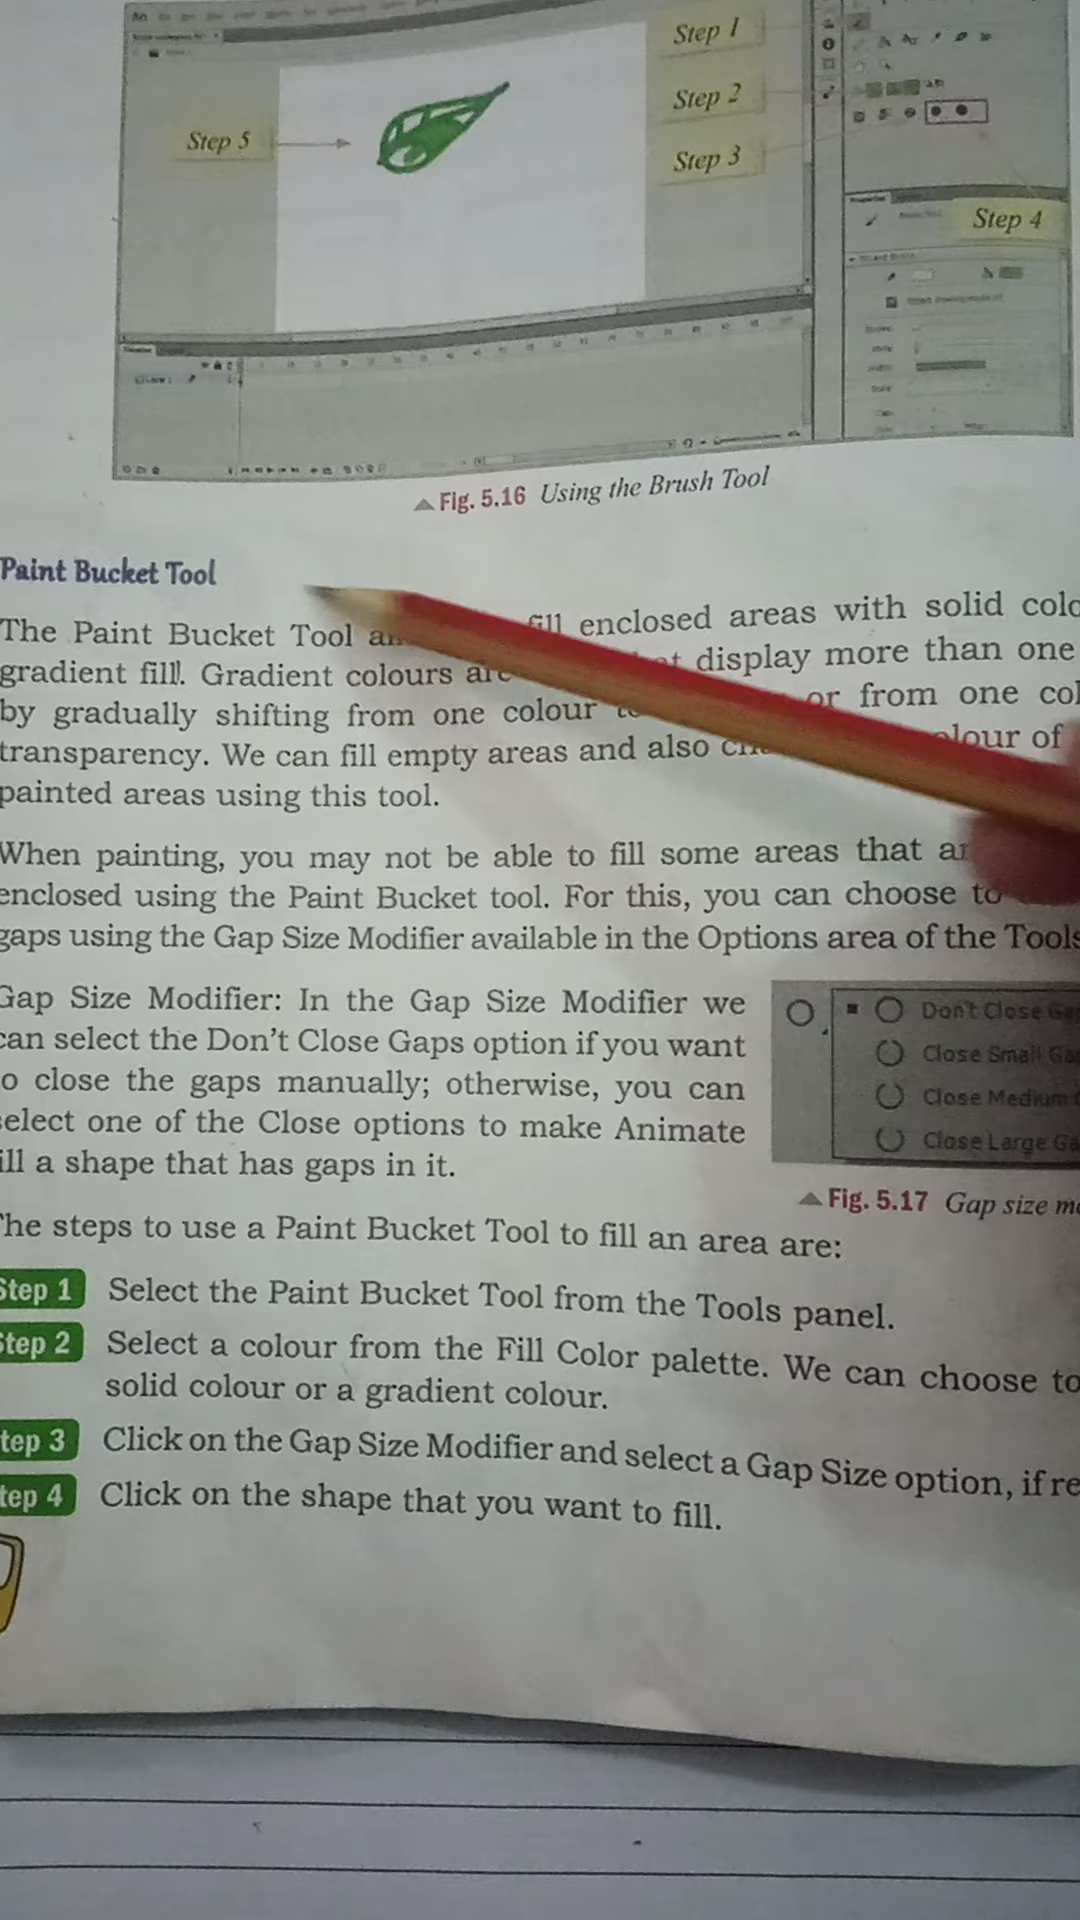 An
Step 1
Step 2
Step 5
Step 3
Step 4
Fig. 5.16 Using the Brush Tool
Paint Bucket Tool
The Paint Bucket Tool fill enclosed areas with solid
gradient fill. Gradient colours display more than one
by gradually shifting from one colour or from one
transparency. We can fill empty areas and also of
painted areas using this tool.
When painting, you may not be able to fill some areas that
enclosed using the Paint Bucket tool. For this, you can choose to
gaps using the Gap Size Modifier available in the Options area of the Tools
Gap Size Modifier: In the Gap Size Modifier we
can select the Don't Close Gaps option if you want
to close the gaps manually; otherwise, you can
select one of the Close options to make Animate
fill a shape that has gaps in it.
Don't Close
Close Small
Close Medium
Close Large
Fig. 5.17 Gap size
The steps to use a Paint Bucket Tool to fill an area are:
Step 1 Select the Paint Bucket Tool from the Tools panel.
Step 2 Select a colour from the Fill Color palette. We can choose to
solid colour or a gradient colour.
Step 3 Click on the Gap Size Modifier and select a Gap Size option, if
Step 4 Click on the shape that you want to fill.